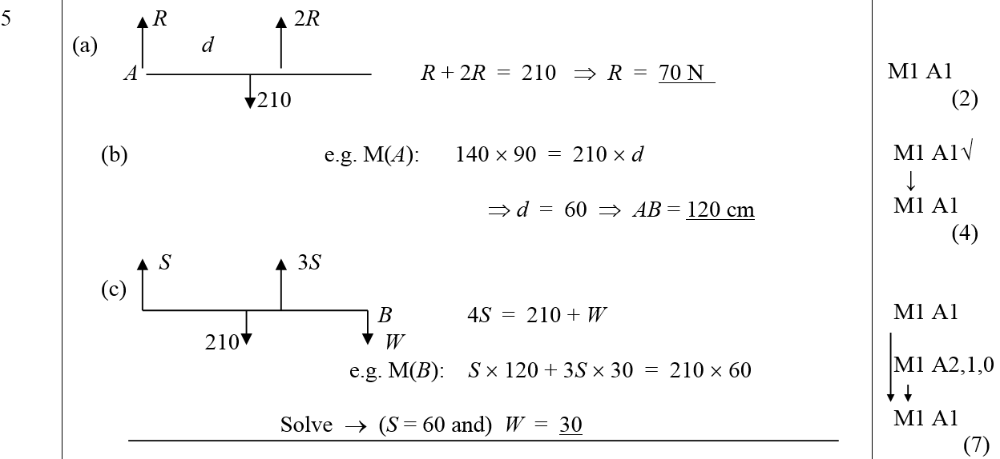 5
(a)
R 2R
d
A
210
R + 2R = 210 ⇒ R = 70 N
M1 A1
(2)
(b) e.g. M(A): 140 × 90 = 210 × d
M1 A1√
↓
⇒ d = 60 ⇒ AB = 120 cm
M1 A1
(4)
(c)
S 3S
B
210 W
4S = 210 + W
M1 A1
e.g. M(B): S × 120 + 3S × 30 = 210 × 60
M1 A2,1,0
Solve → (S = 60 and) W = 30
M1 A1
(7)